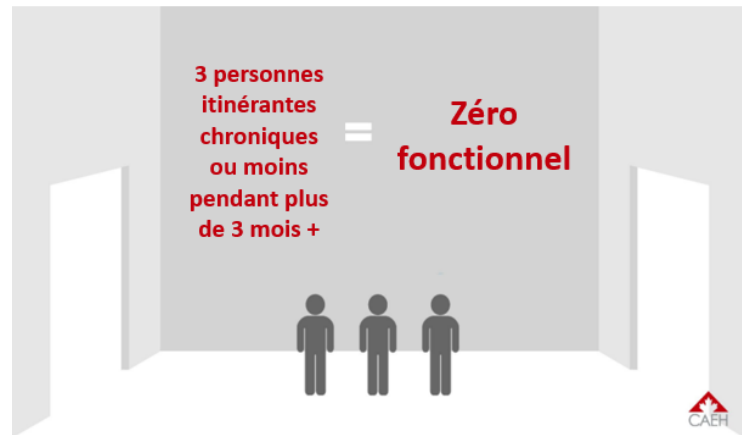 3 personnes
itinérantes
chroniques
ou moins
pendant plus
de 3 mois +
=
Zéro
fonctionnel
CAEH